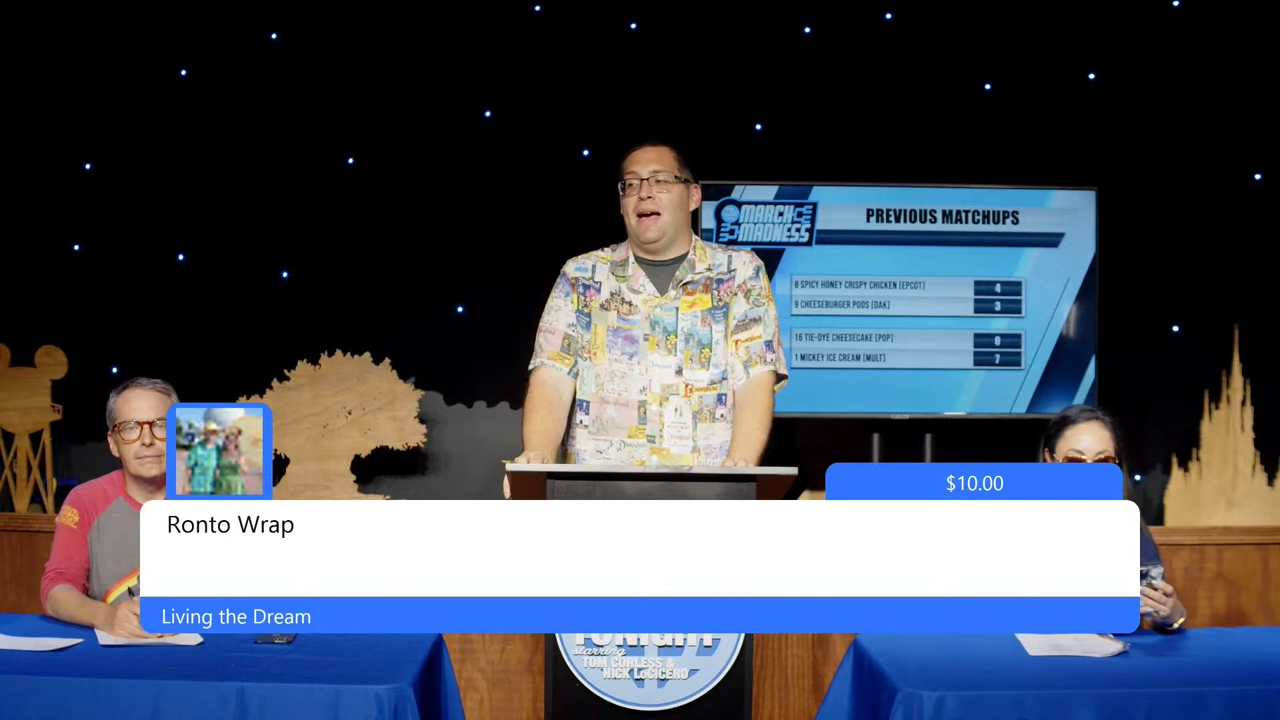 MARCH
MADNESS
PREVIOUS MATCHUPS
8 SPICY HONEY CRISPY CHICKEN [EPCOT] 4
9 CHEESEBURGER PODS [DAK] 3
16 TIE-DYE CHEESECAKE [POP] 0
1 MICKEY ICE CREAM [MULT] 7
$10.00
Ronto Wrap
Living the Dream
TONIGHT
starring
TOM CORLESS &
NICK LoCICERO